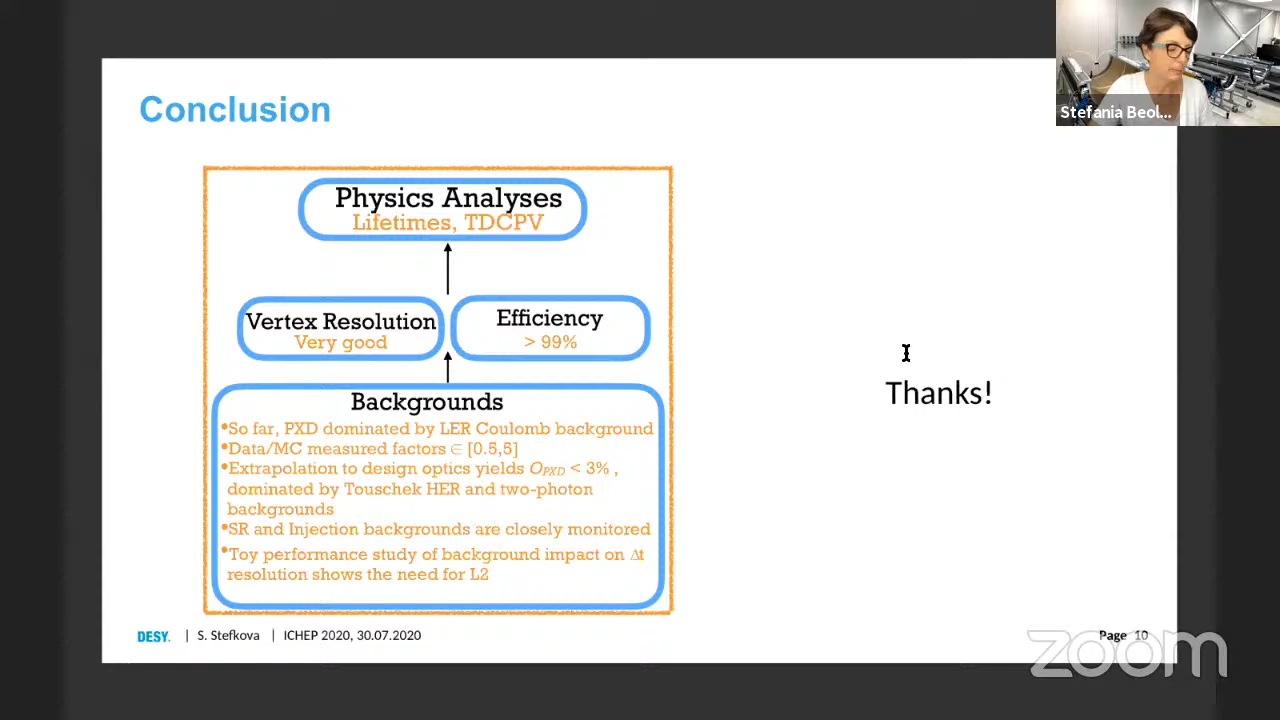 Conclusion
Stefania Beol...
Physics Analyses
Lifetimes, TDCPV
Vertex Resolution
Very good
Efficiency
> 99%
Backgrounds
•So far, PXD dominated by LER Coulomb background
•Data/MC measured factors ∈ [0.5,5]
•Extrapolation to design optics yields O_PXD < 3% ,
dominated by Touschek HER and two-photon
backgrounds
•SR and Injection backgrounds are closely monitored
•Toy performance study of background impact on Δt
resolution shows the need for L2
Thanks!
DESY. | S. Stefkova | ICHEP 2020, 30.07.2020
Page 10
zoom